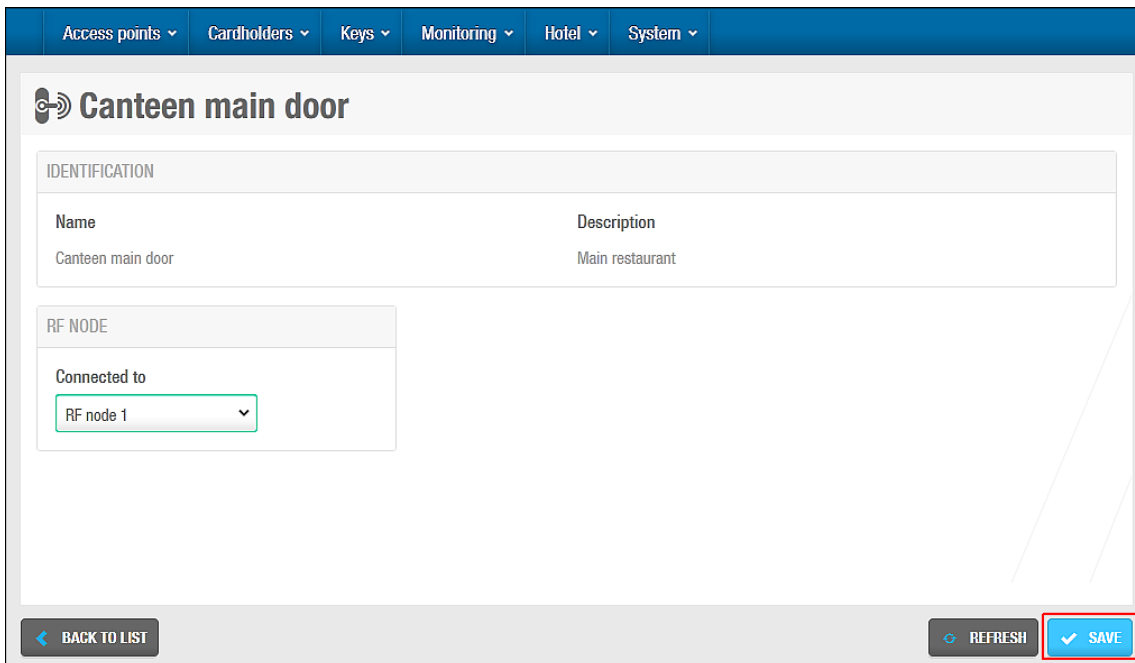 Access points Cardholders Keys Monitoring Hotel System
Canteen main door
IDENTIFICATION
Name Description
Canteen main door Main restaurant
RF NODE
Connected to
RF node 1
BACK TO LIST REFRESH SAVE